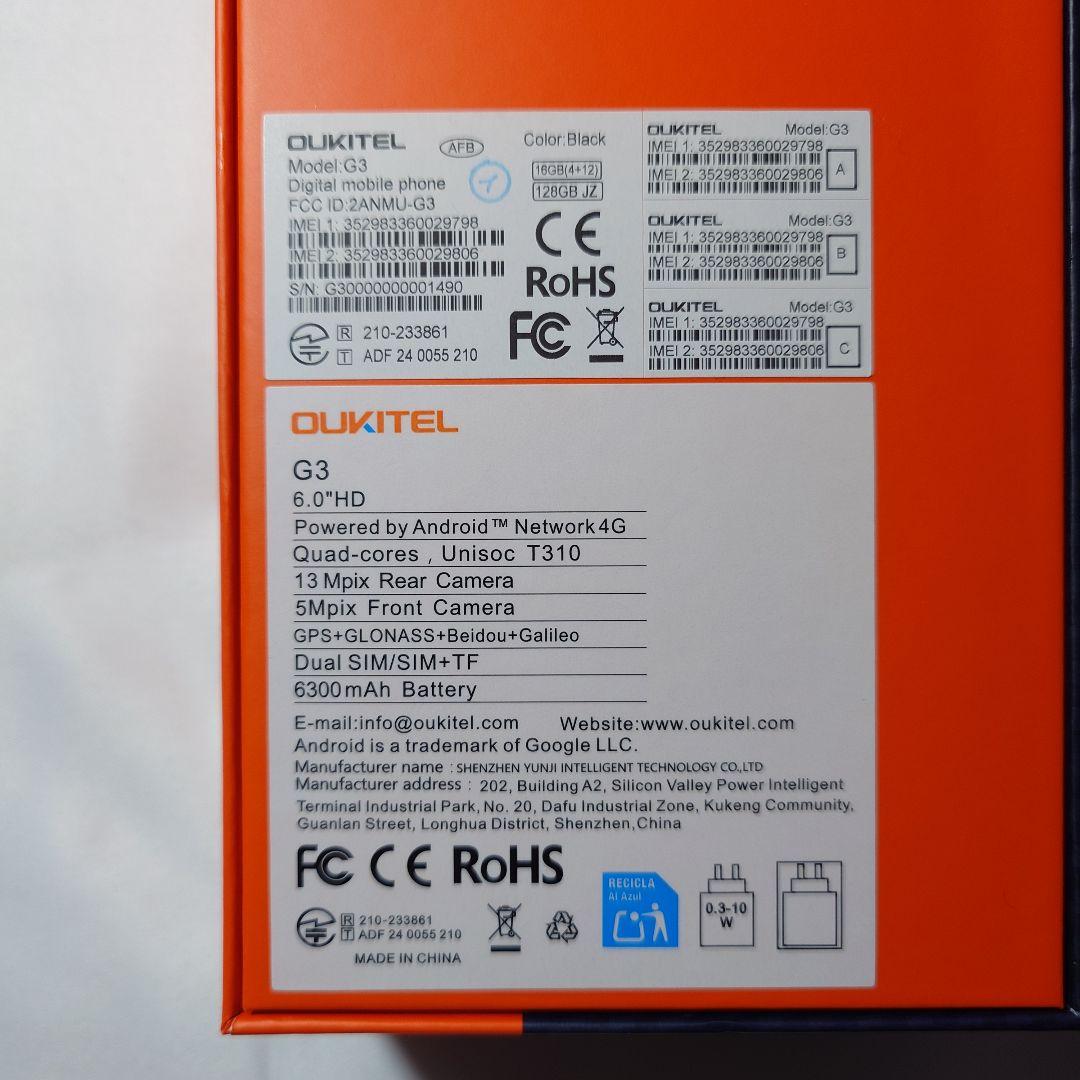 OUKITEL
AFB
Color:Black
Model:G3
Digital mobile phone
FCC ID:2ANMU-G3
16GB(4+12)
128GB JZ
IMEI 1: 352983360029798
IMEI 2: 352983360029806
S/N: G30000000001490
CE
RoHS
FC
R 210-233861
T ADF 24 0055 210
OUKITEL Model:G3
IMEI 1: 352983360029798
IMEI 2: 352983360029806
A
OUKITEL Model:G3
IMEI 1: 352983360029798
IMEI 2: 352983360029806
B
OUKITEL Model:G3
IMEI 1: 352983360029798
IMEI 2: 352983360029806
C
OUKITEL
G3
6.0"HD
Powered by Android™ Network 4G
Quad-cores , Unisoc T310
13 Mpix Rear Camera
5Mpix Front Camera
GPS+GLONASS+Beidou+Galileo
Dual SIM/SIM+TF
6300mAh Battery
E-mail:info@oukitel.com Website:www.oukitel.com
Android is a trademark of Google LLC.
Manufacturer name : SHENZHEN YUNJI INTELLIGENT TECHNOLOGY CO.,LTD
Manufacturer address : 202, Building A2, Silicon Valley Power Intelligent
Terminal Industrial Park, No. 20, Dafu Industrial Zone, Kukeng Community,
Guanlan Street, Longhua District, Shenzhen,China
FC CE RoHS
R 210-233861
T ADF 24 0055 210
MADE IN CHINA
RECICLA
Al Azul
0.3-10
W